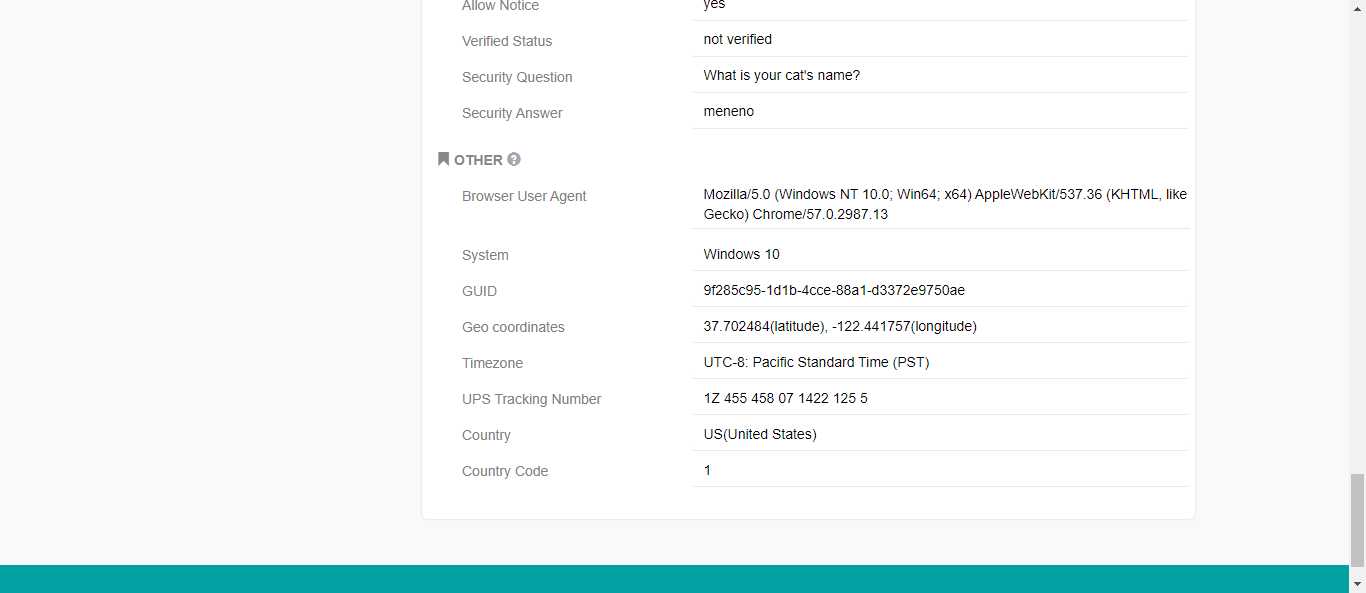 Allow Notice yes
Verified Status not verified
Security Question What is your cat's name?
Security Answer meneno
OTHER
Browser User Agent Mozilla/5.0 (Windows NT 10.0; Win64; x64) AppleWebKit/537.36 (KHTML, like
Gecko) Chrome/57.0.2987.13
System Windows 10
GUID 9f285c95-1d1b-4cce-88a1-d3372e9750ae
Geo coordinates 37.702484(latitude), -122.441757(longitude)
Timezone UTC-8: Pacific Standard Time (PST)
UPS Tracking Number 1Z 455 458 07 1422 125 5
Country US(United States)
Country Code 1